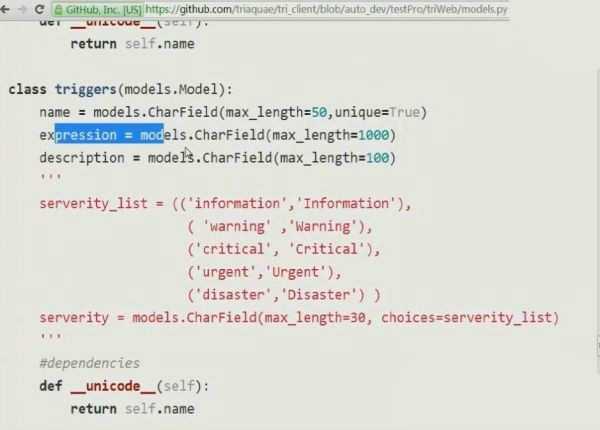 GitHub, Inc. [US] https://github.com/triaquae/tri_client/blob/auto_dev/testPro/triWeb/models.py
def __unicode__(self):
return self.name
class triggers(models.Model):
name = models.CharField(max_length=50,unique=True)
expression = models.CharField(max_length=1000)
description = models.CharField(max_length=100)
'''
serverity_list = (('information','Information'),
( 'warning' ,'Warning'),
('critical', 'Critical'),
('urgent','Urgent'),
('disaster','Disaster') )
serverity = models.CharField(max_length=30, choices=serverity_list)
'''
#dependencies
def __unicode__(self):
return self.name